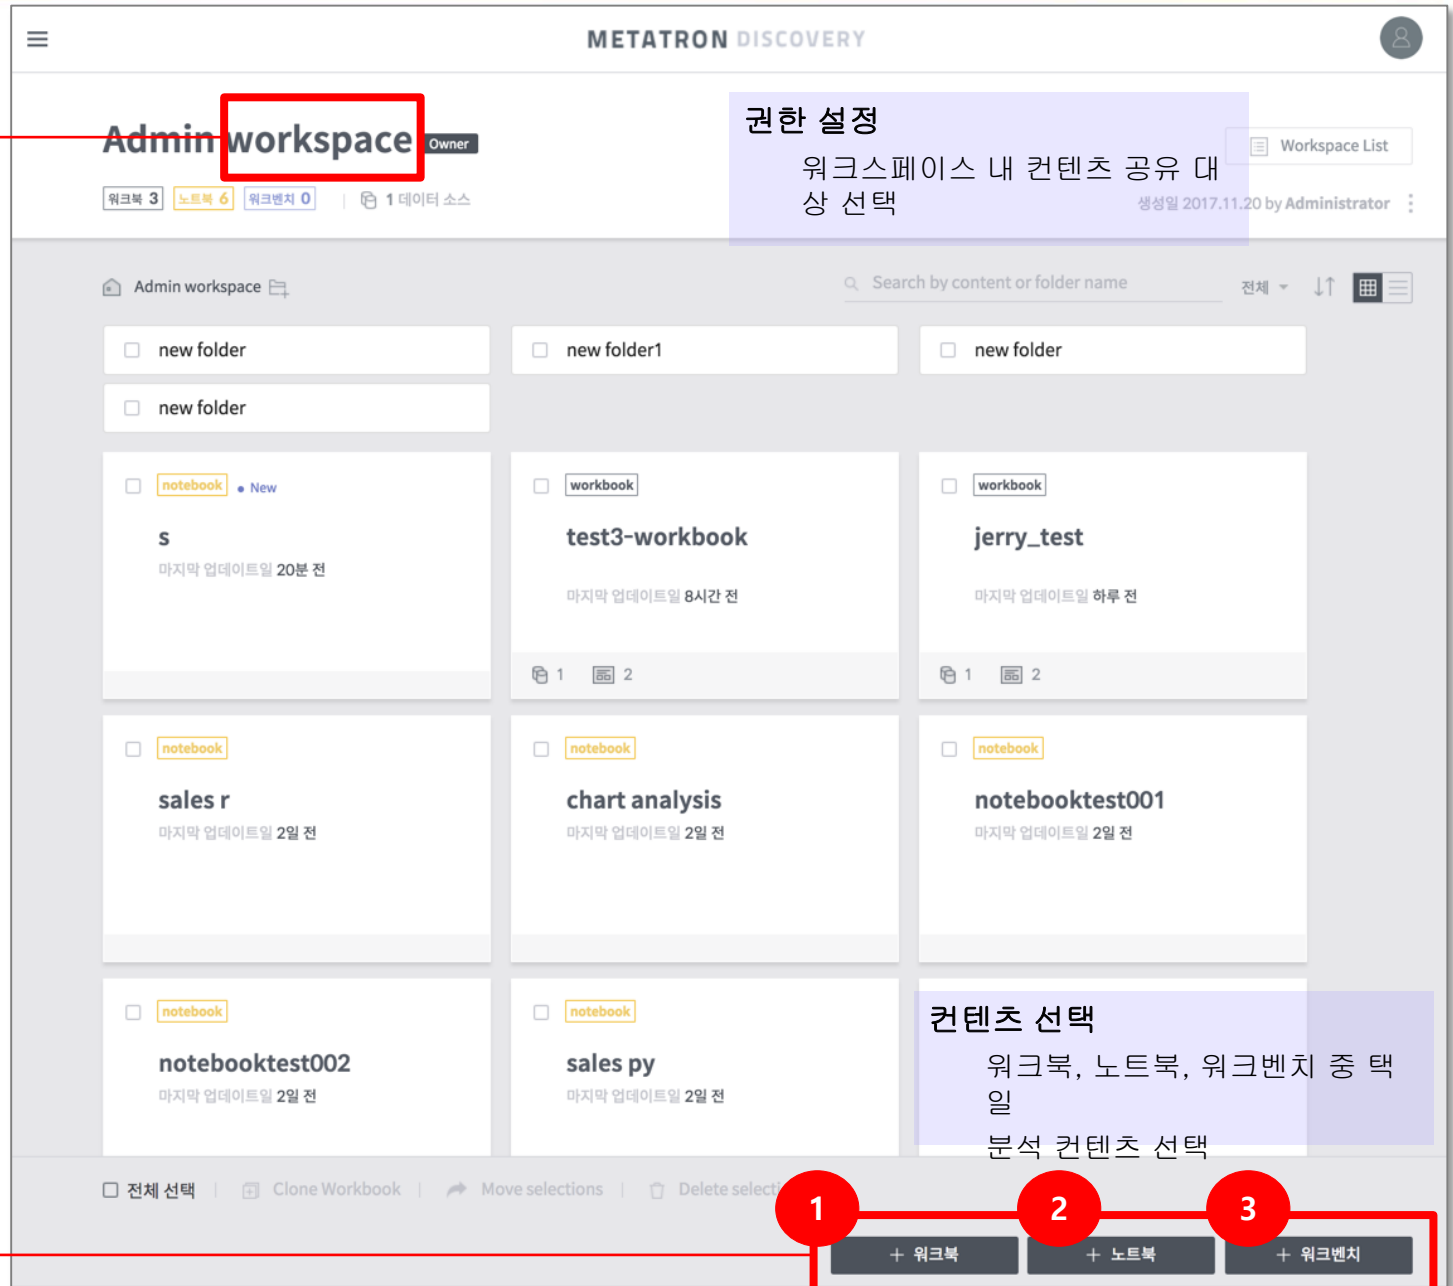 METATRON DISCOVERY
Admin workspace Owner
권한 설정
워크스페이스 내 컨텐츠 공유 대
상 선택
Workspace List
워크북 3 노트북 6 워크벤치 0 1 데이터 소스
생성일 2017.11.20 by Administrator
Admin workspace
Search by content or folder name
전체
new folder
new folder1
new folder
new folder
notebook New
s
마지막 업데이트일 20분 전
workbook
test3-workbook
마지막 업데이트일 8시간 전
1 2
workbook
jerry_test
마지막 업데이트일 하루 전
1 2
notebook
sales r
마지막 업데이트일 2일 전
notebook
chart analysis
마지막 업데이트일 2일 전
notebook
notebooktest001
마지막 업데이트일 2일 전
notebook
notebooktest002
마지막 업데이트일 2일 전
notebook
sales py
마지막 업데이트일 2일 전
컨텐츠 선택
워크북, 노트북, 워크벤치 중 택
일
분석 컨텐츠 선택
전체 선택 Clone Workbook Move selections Delete selecti
1 2 3
+ 워크북 + 노트북 + 워크벤치